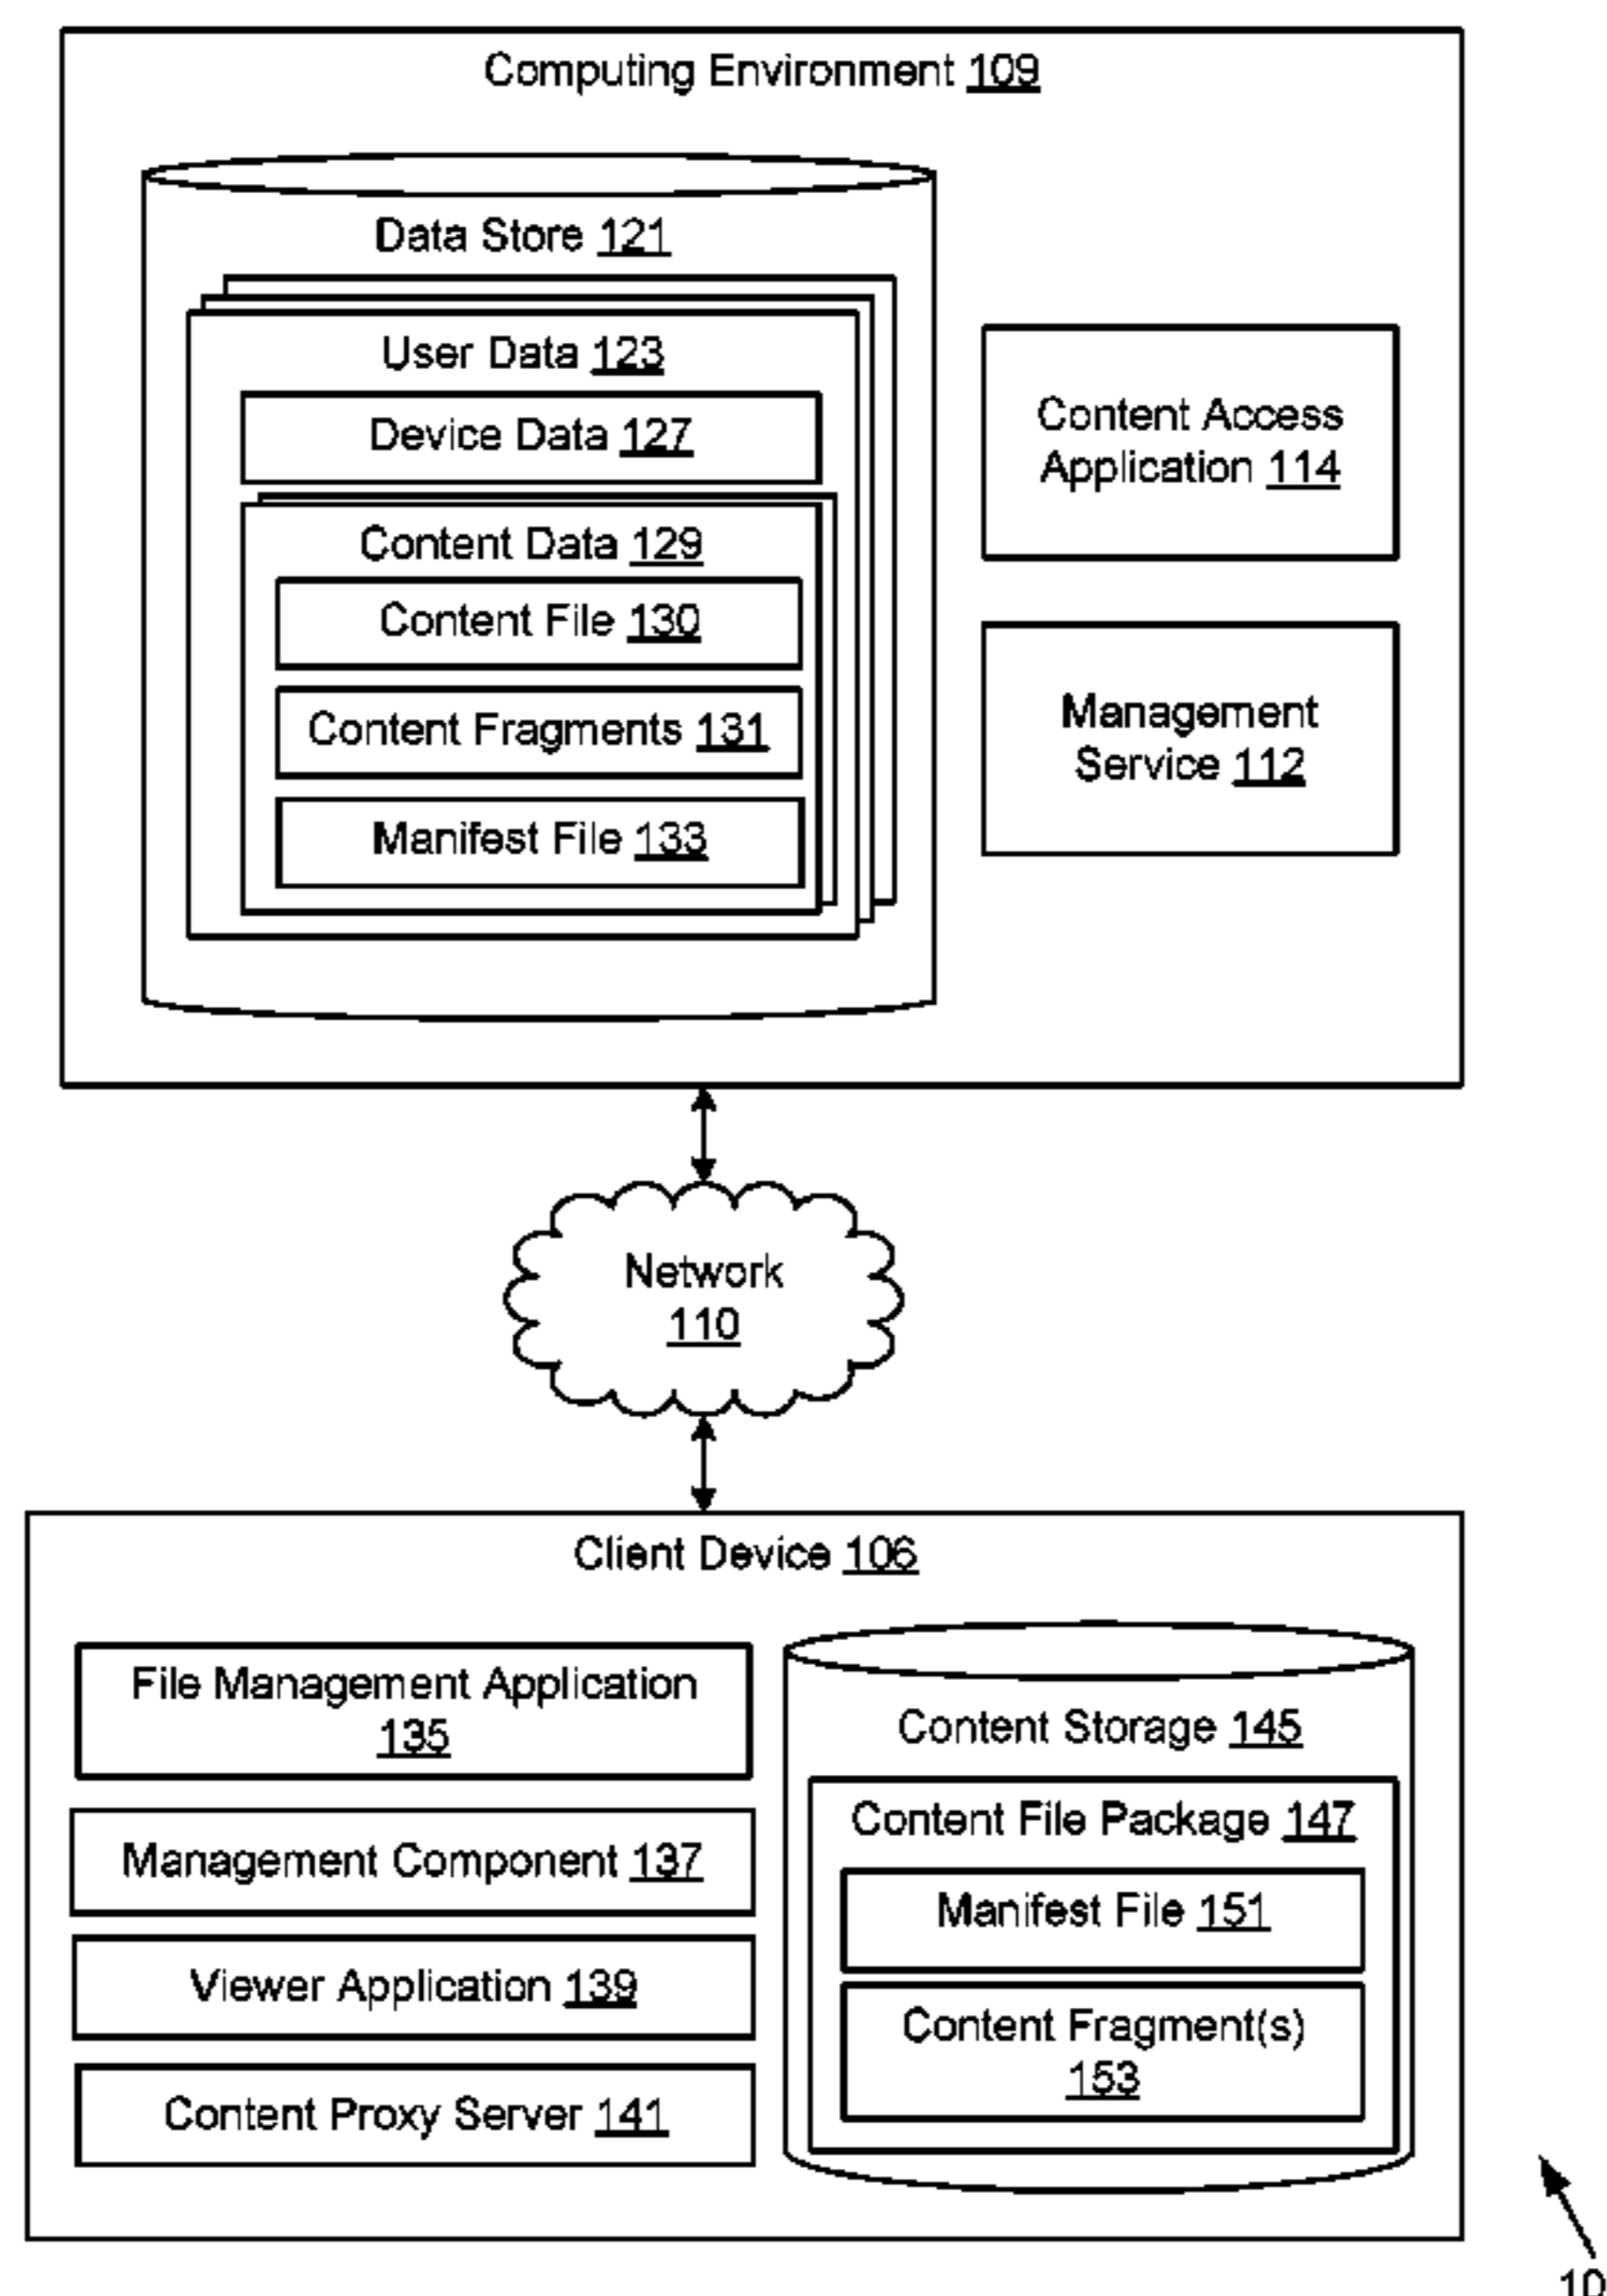 Computing Environment 109
Data Store 121
User Data 123
Device Data 127
Content Data 129
Content File 130
Content Fragments 131
Manifest File 133
Content Access
Application 114
Management
Service 112
Network
110
Client Device 106
File Management Application
135
Management Component 137
Viewer Application 139
Content Proxy Server 141
Content Storage 145
Content File Package 147
Manifest File 151
Content Fragment(s)
153